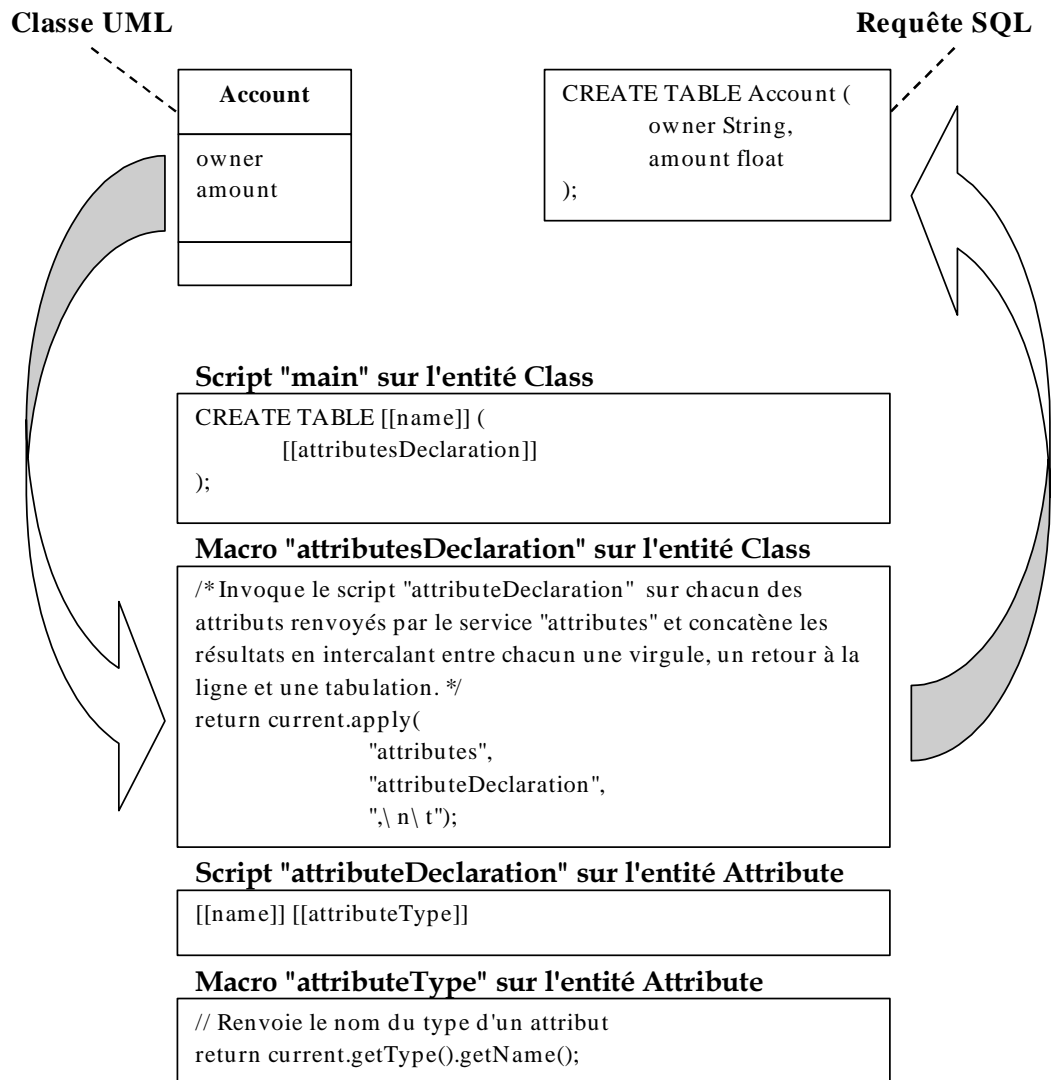 Classe UML
Requête SQL
Account
owner
amount
CREATE TABLE Account (
owner String,
amount float
);
Script "main" sur l'entité Class
CREATE TABLE [[name]] (
[[attributesDeclaration]]
);
Macro "attributesDeclaration" sur l'entité Class
/* Invoque le script "attributeDeclaration" sur chacun des
attributs renvoyés par le service "attributes" et concatène les
résultats en intercalant entre chacun une virgule, un retour à la
ligne et une tabulation. */
return current.apply(
"attributes",
"attributeDeclaration",
",\ n\ t");
Script "attributeDeclaration" sur l'entité Attribute
[[name]] [[attributeType]]
Macro "attributeType" sur l'entité Attribute
// Renvoie le nom du type d'un attribut
return current.getType().getName();